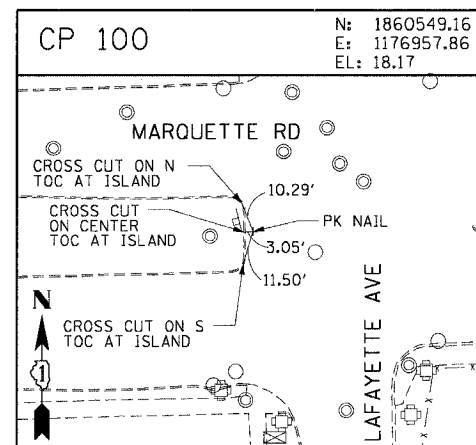 CP 100
N: 1860549.16
E: 1176957.86
EL: 18.17
MARQUETTE RD
CROSS CUT ON N
TOC AT ISLAND
10.29'
CROSS CUT
ON CENTER
TOC AT ISLAND
PK NAIL
3.05'
11.50'
N
CROSS CUT ON S
TOC AT ISLAND
1
LAFAYETTE AVE
x
x
x
x